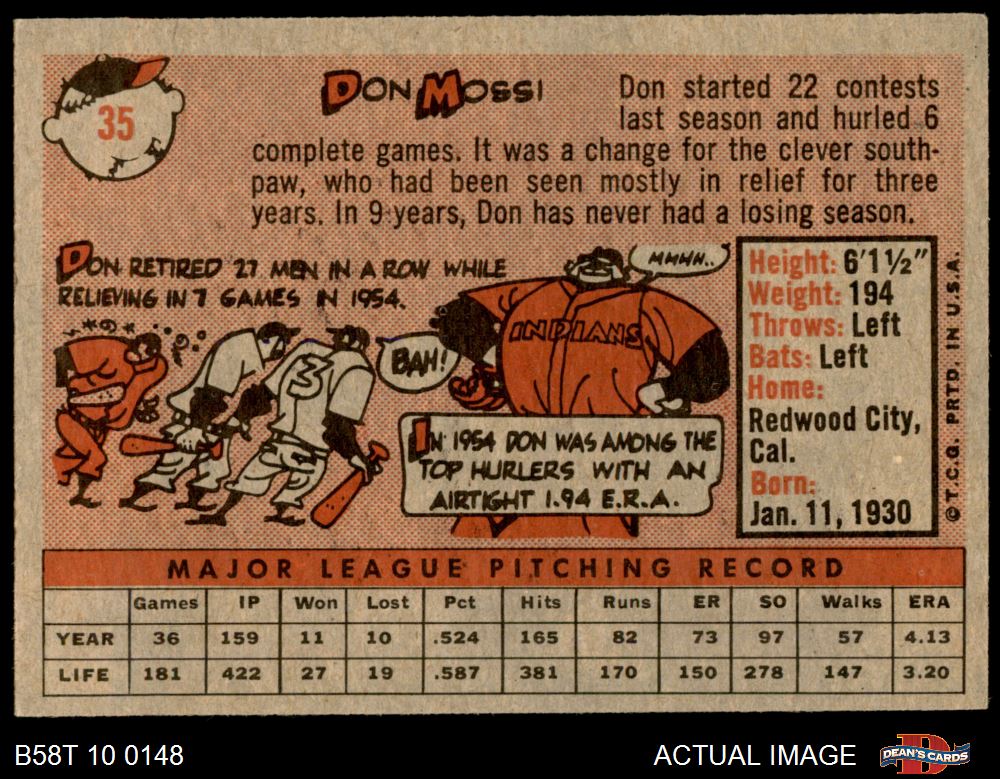 35
DON MOSSI
Don started 22 contests
last season and hurled 6
complete games. It was a change for the clever south-
paw, who had been seen mostly in relief for three
years. In 9 years, Don has never had a losing season.
DON RETIRED 27 MEN IN A ROW WHILE
RELIEVING IN 7 GAMES IN 1954.
*@*!
3
BAH!
MHHH..
INDIANS
IN 1954 DON WAS AMONG THE
TOP HURLERS WITH AN
AIRTIGHT 1.94 E.R.A.
Height: 6'1½"
Weight: 194
Throws: Left
Bats: Left
Home:
Redwood City,
Cal.
Born:
Jan. 11, 1930
©T.C.G. PRTD. IN U.S.A.
MAJOR LEAGUE PITCHING RECORD
Games IP Won Lost Pct Hits Runs ER SO Walks ERA
YEAR 36 159 11 10 .524 165 82 73 97 57 4.13
LIFE 181 422 27 19 .587 381 170 150 278 147 3.20
B58T 10 0148
ACTUAL IMAGE
DEAN'S CARDS